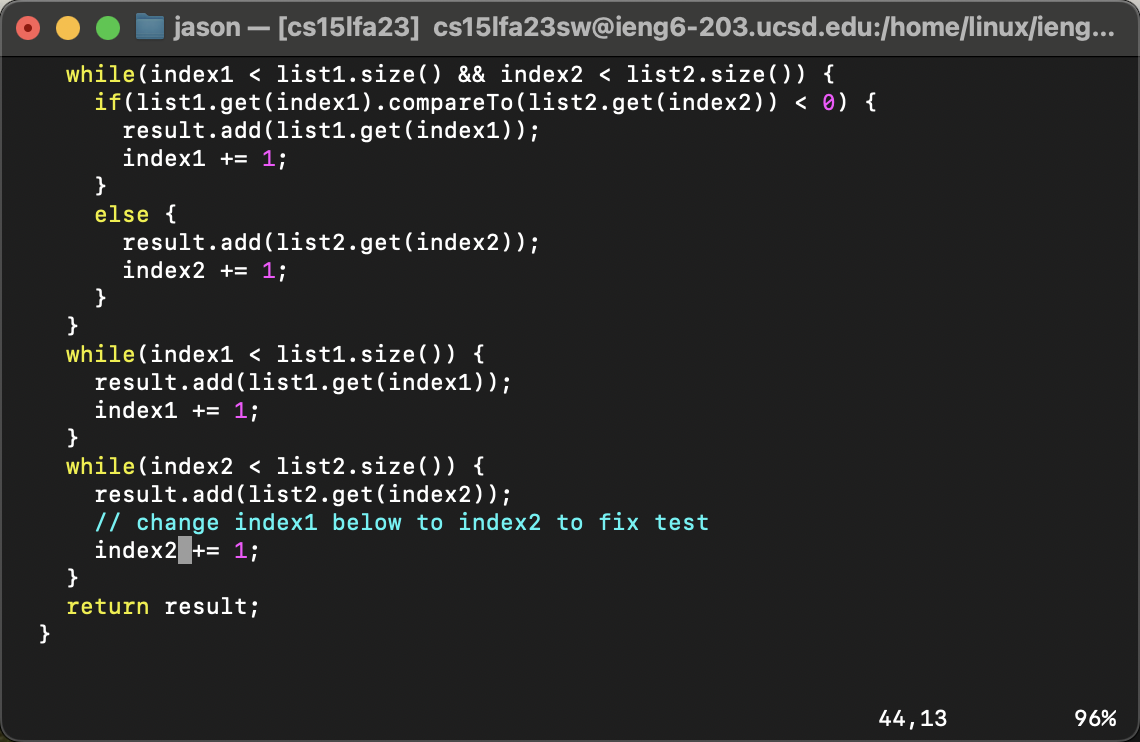 jason — [cs15lfa23] cs15lfa23sw@ieng6-203.ucsd.edu:/home/linux/ieng...
while(index1 < list1.size() && index2 < list2.size()) {
if(list1.get(index1).compareTo(list2.get(index2)) < 0) {
result.add(list1.get(index1));
index1 += 1;
}
else {
result.add(list2.get(index2));
index2 += 1;
}
}
while(index1 < list1.size()) {
result.add(list1.get(index1));
index1 += 1;
}
while(index2 < list2.size()) {
result.add(list2.get(index2));
// change index1 below to index2 to fix test
index2 += 1;
}
return result;
}
44,13 96%